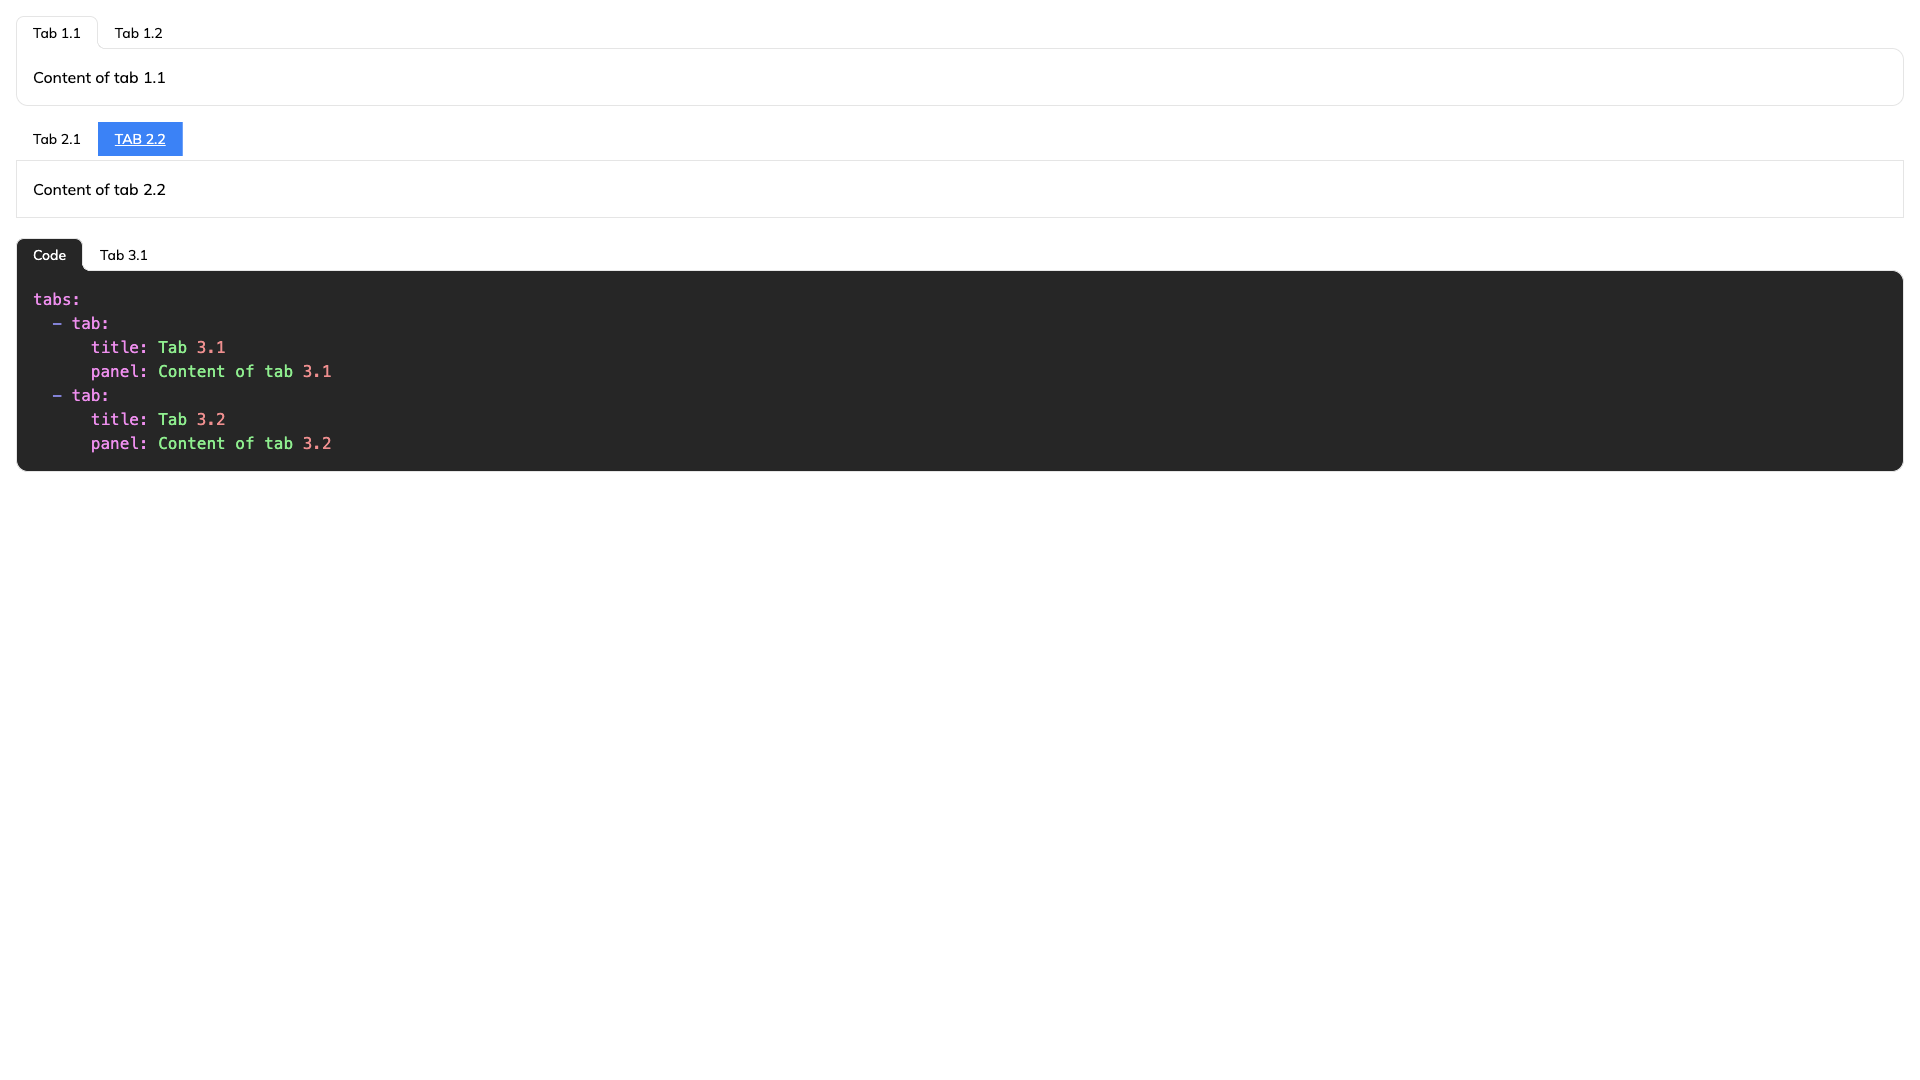 Tab 1.1 Tab 1.2
Content of tab 1.1
Tab 2.1 TAB 2.2
Content of tab 2.2
Code Tab 3.1
tabs:
  - tab:
      title: Tab 3.1
      panel: Content of tab 3.1
  - tab:
      title: Tab 3.2
      panel: Content of tab 3.2